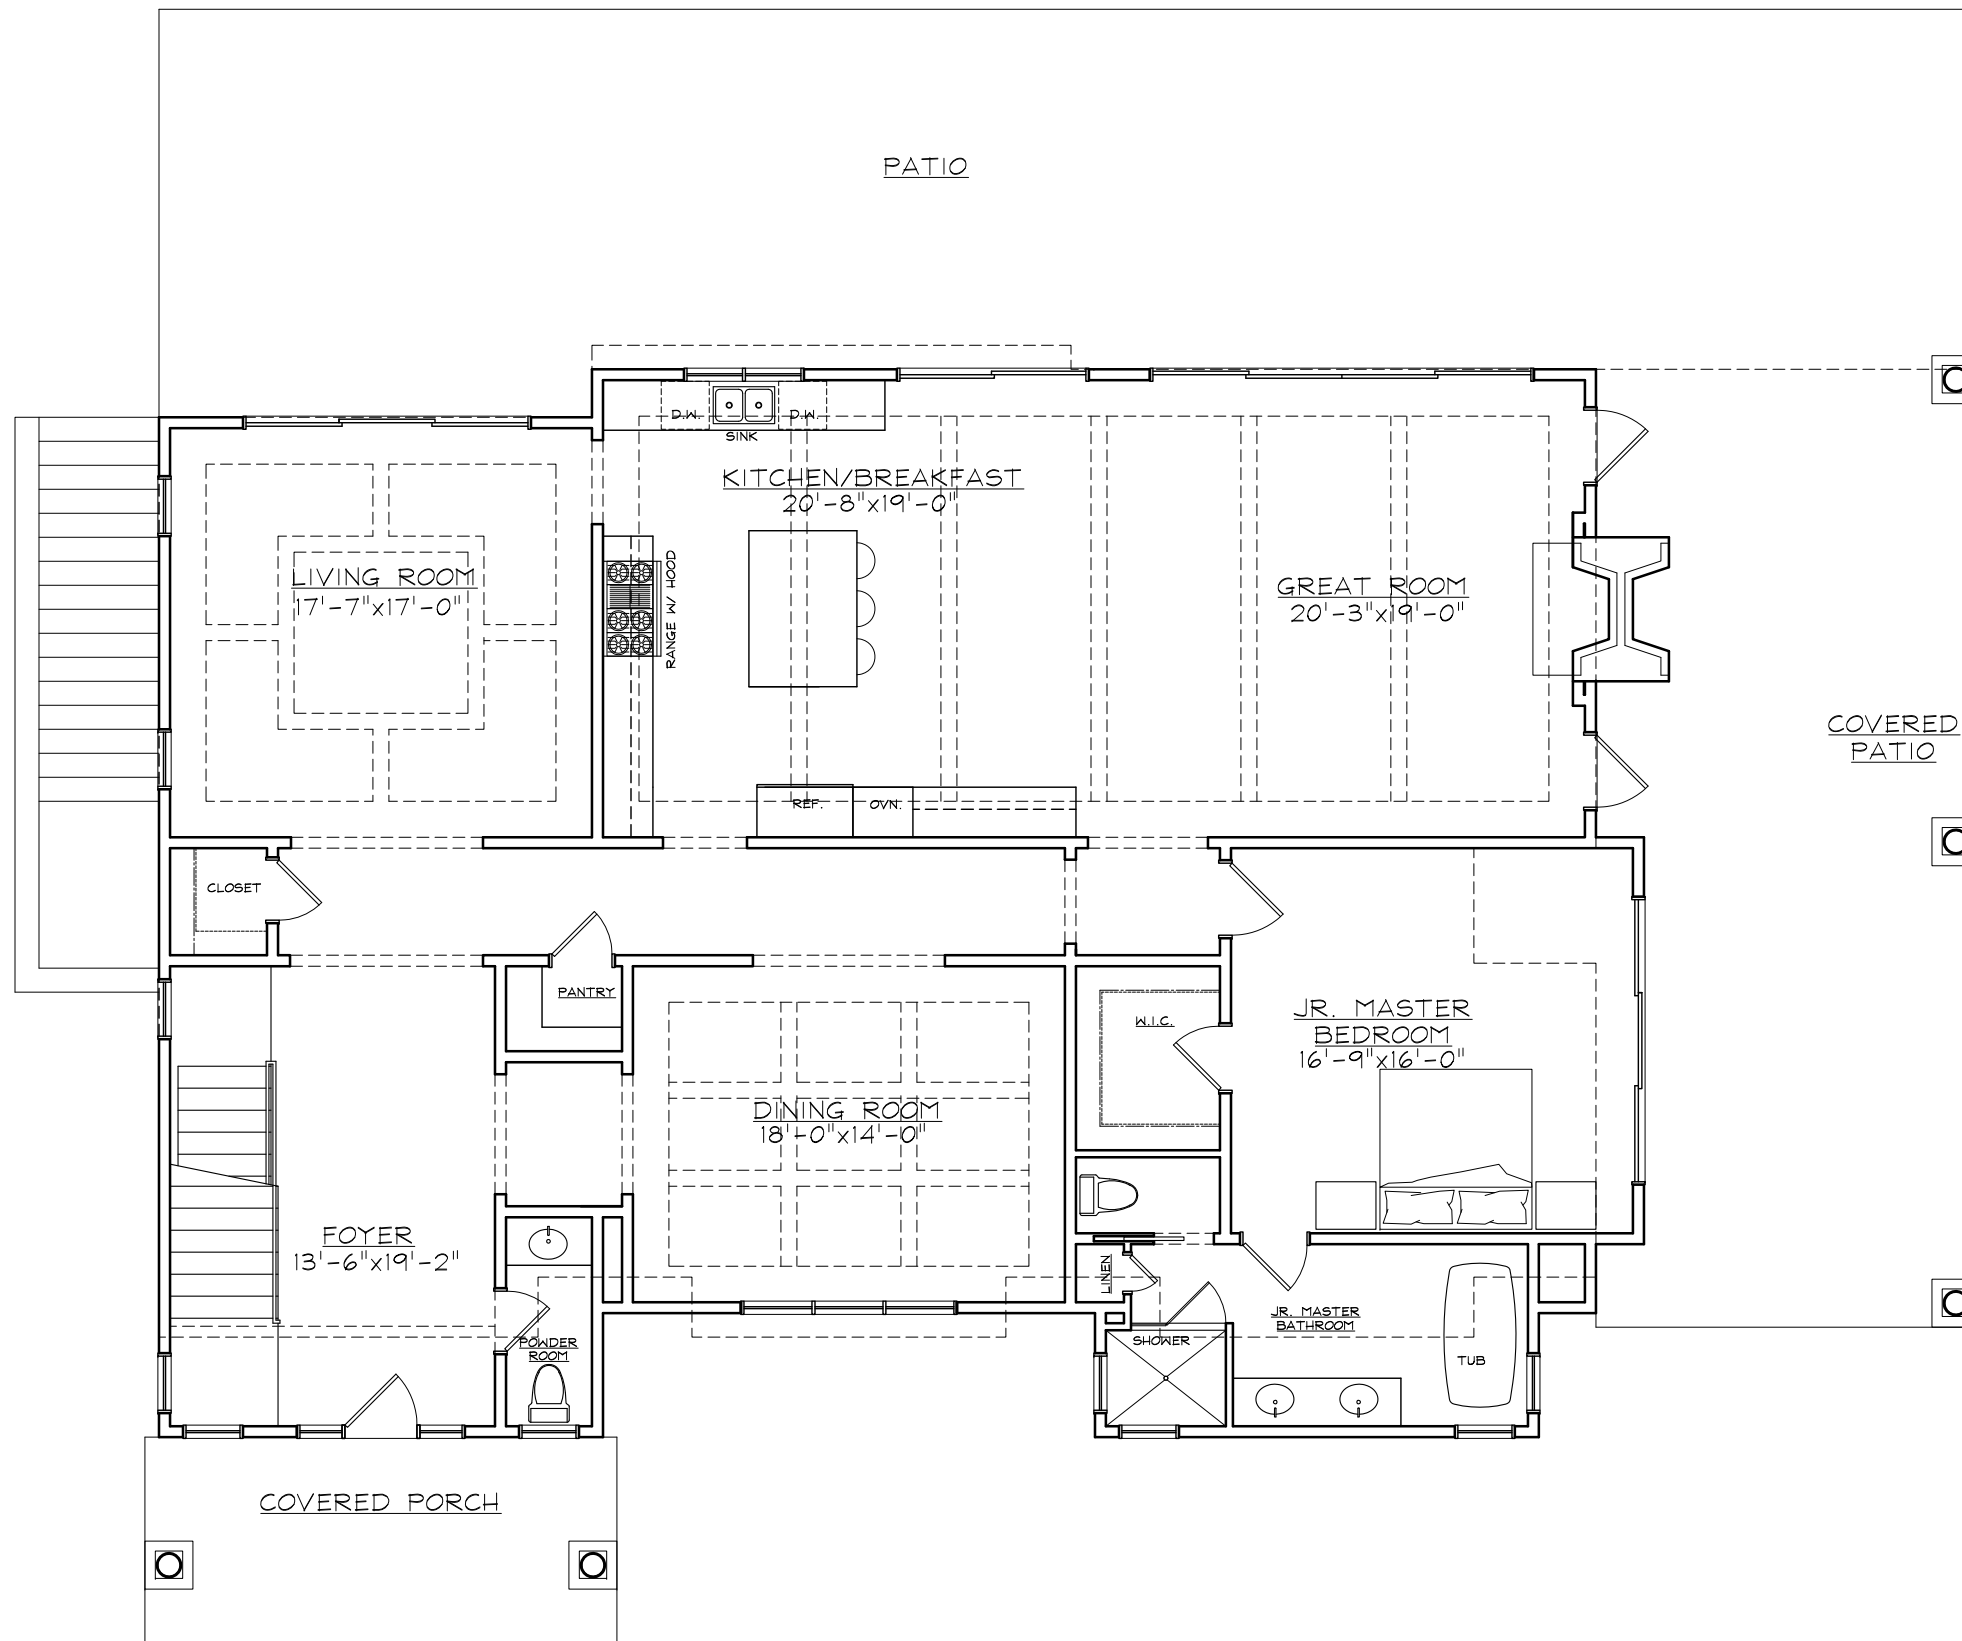 PATIO
D.W.
D.W.
SINK
KITCHEN/BREAKFAST
20'-8"x19'-0"
RANGE W/ HOOD
LIVING ROOM
17'-7"x17'-0"
GREAT ROOM
20'-3"x19'-0"
COVERED
PATIO
REF.
OVN.
CLOSET
PANTRY
W.I.C.
JR. MASTER
BEDROOM
16'-9"x16'-0"
DINING ROOM
18'-0"x14'-0"
FOYER
13'-6"x19'-2"
LINEN
JR. MASTER
BATHROOM
POWDER
ROOM
SHOWER
TUB
COVERED PORCH